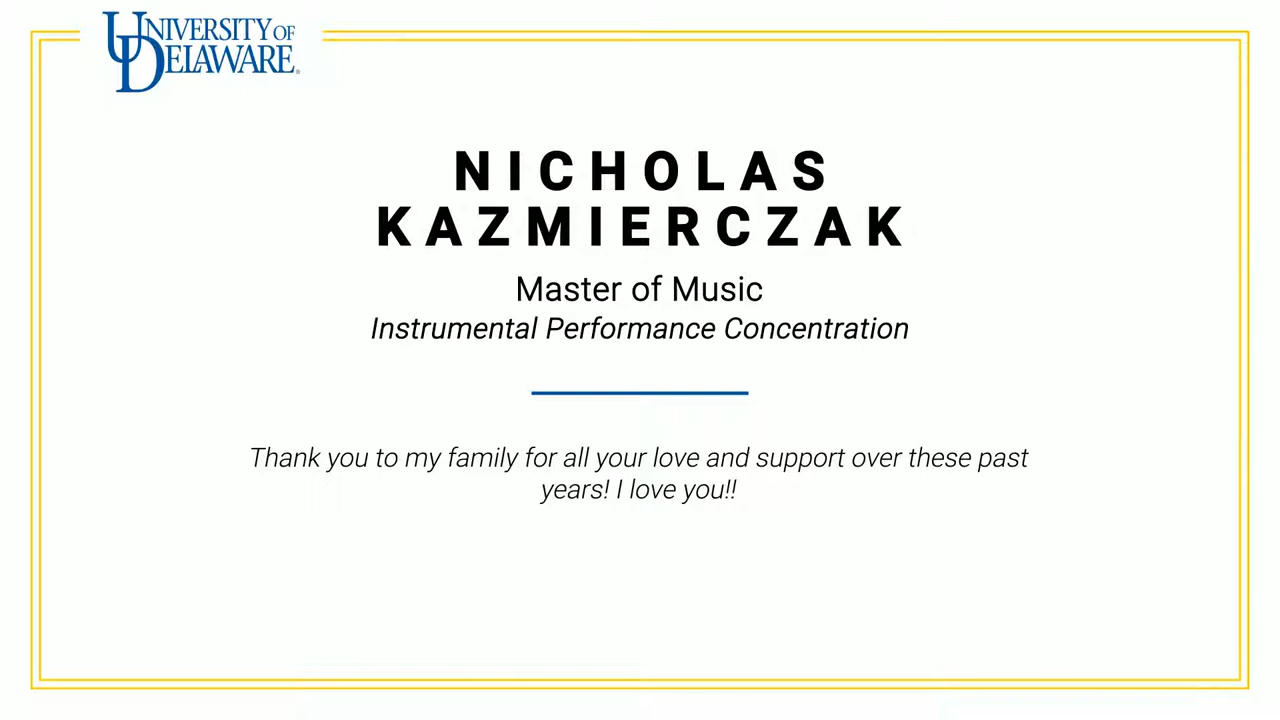 UNIVERSITY OF
DELAWARE
NICHOLAS
KAZMIERCZAK
Master of Music
Instrumental Performance Concentration
Thank you to my family for all your love and support over these past
years! I love you!!